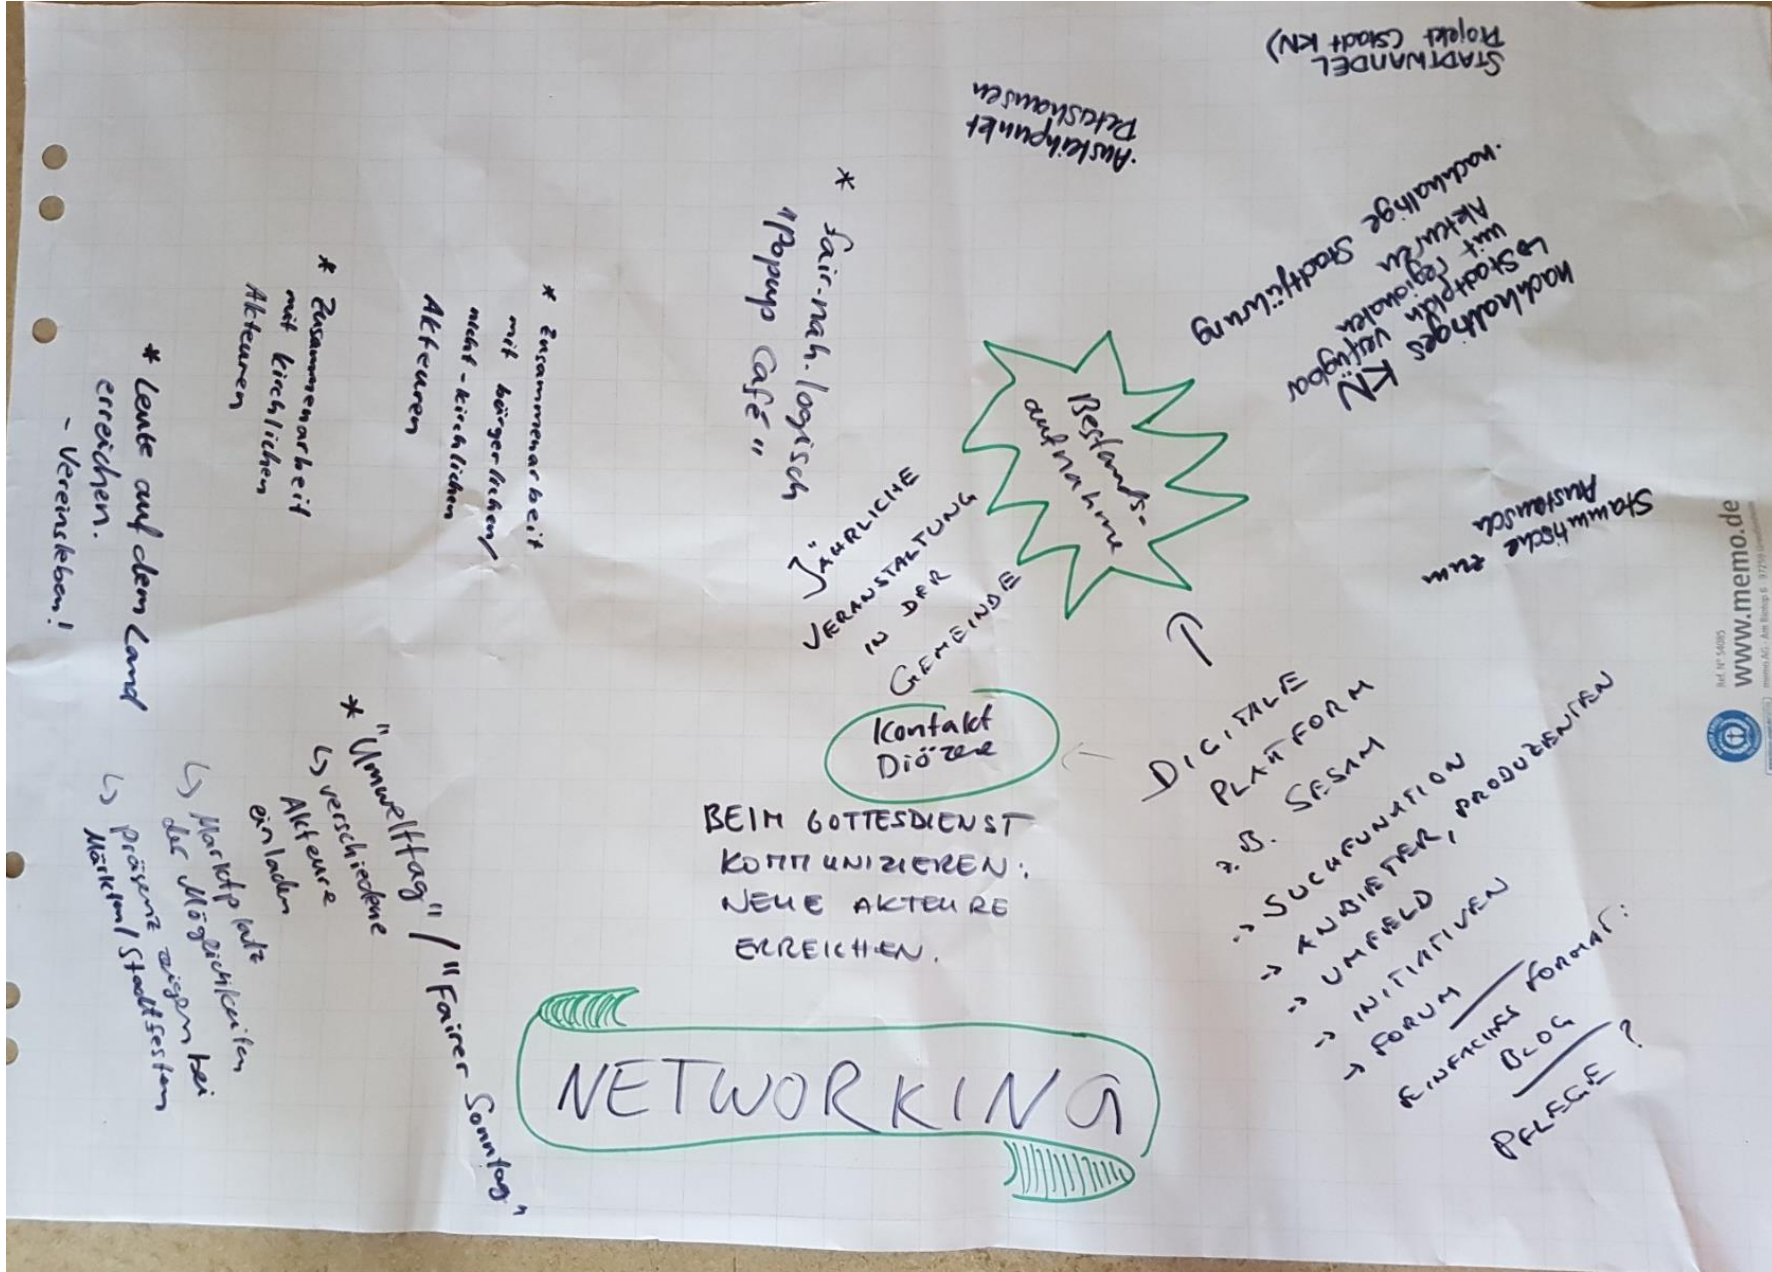 STADTWANDEL
Projekt (Stadt KN)
• Ausleihpunkt
Petershausen
• nachhaltige Stadtführung
nachhaltiges KN
↳ Stadtplan verfügbar
mit regionalen
Akteuren
Stammtische zum
Austausch
* fair.nah.logisch
"Popup Café"
* Zusammenarbeit
mit bürgerlichen/
nicht-kirchlichen
Akteuren
* Zusammenarbeit
mit kirchlichen
Akteuren
* Leute auf dem Land
erreichen.
- Vereinsleben!
Bestands-
aufnahme
JÄHRLICHE
VERANSTALTUNG
IN DER
GEMEINDE
Kontakt
Diözese
BEIM GOTTESDIENST
KOMMUNIZIEREN.
NEUE AKTEURE
ERREICHEN.
* "Umwelttag" / "Fairer Sonntag"
↳ verschiedene
Akteure
einladen
↳ Marktplatz
der Möglichkeiten
↳ Präsenz zeigen bei
Märkten/Stadtfesten
DIGITALE
PLATTFORM
z.B. SESAM
→ SUCHFUNKTION
→ ANBIETER, PRODUZENTEN
→ UMFELD
→ INITIATIVEN
→ FORUM
EINFACHES FORMAT:
BLOG
PFLEGE?
NETWORKING
Ref. N° 54085
www.memo.de